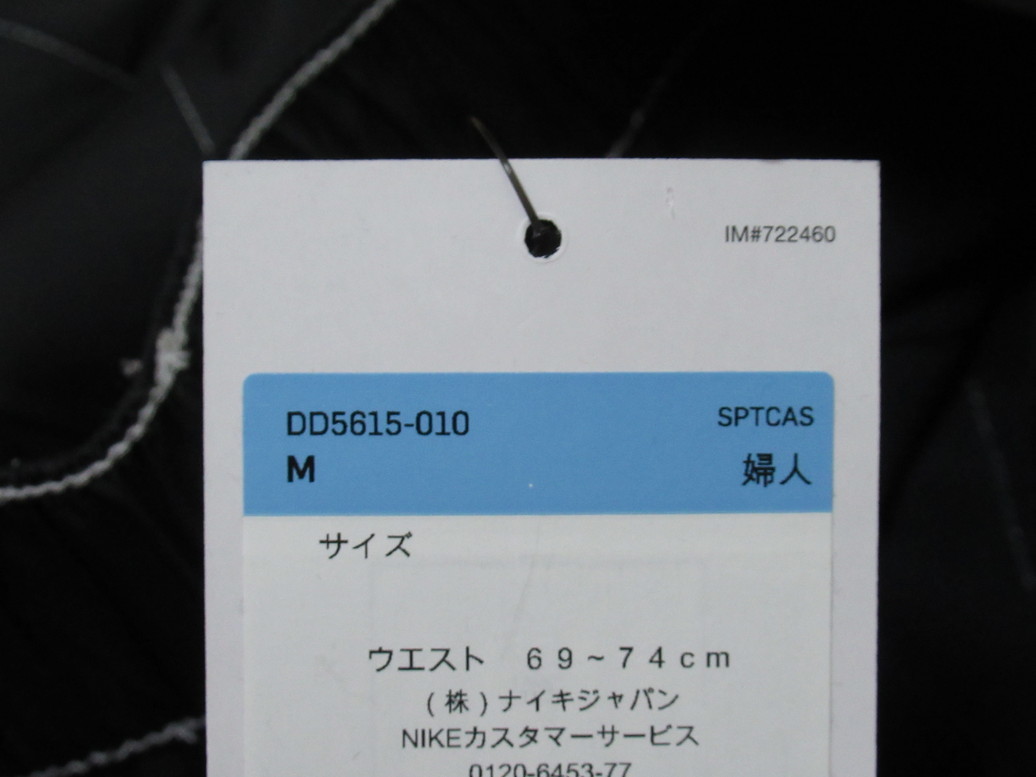 IM#722460
DD5615-010 SPTCAS
M 婦人
サイズ
ウエスト ６９~７４ｃｍ
(株)ナイキジャパン
NIKEカスタマーサービス
0120-6453-77